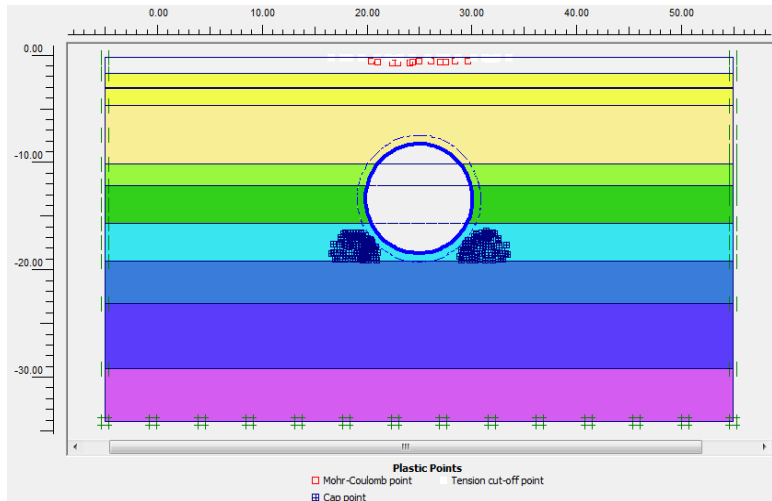 0.00 10.00 20.00 30.00 40.00 50.00
0.00
-10.00
-20.00
-30.00
Plastic Points
Mohr-Coulomb point Tension cut-off point
Cap point